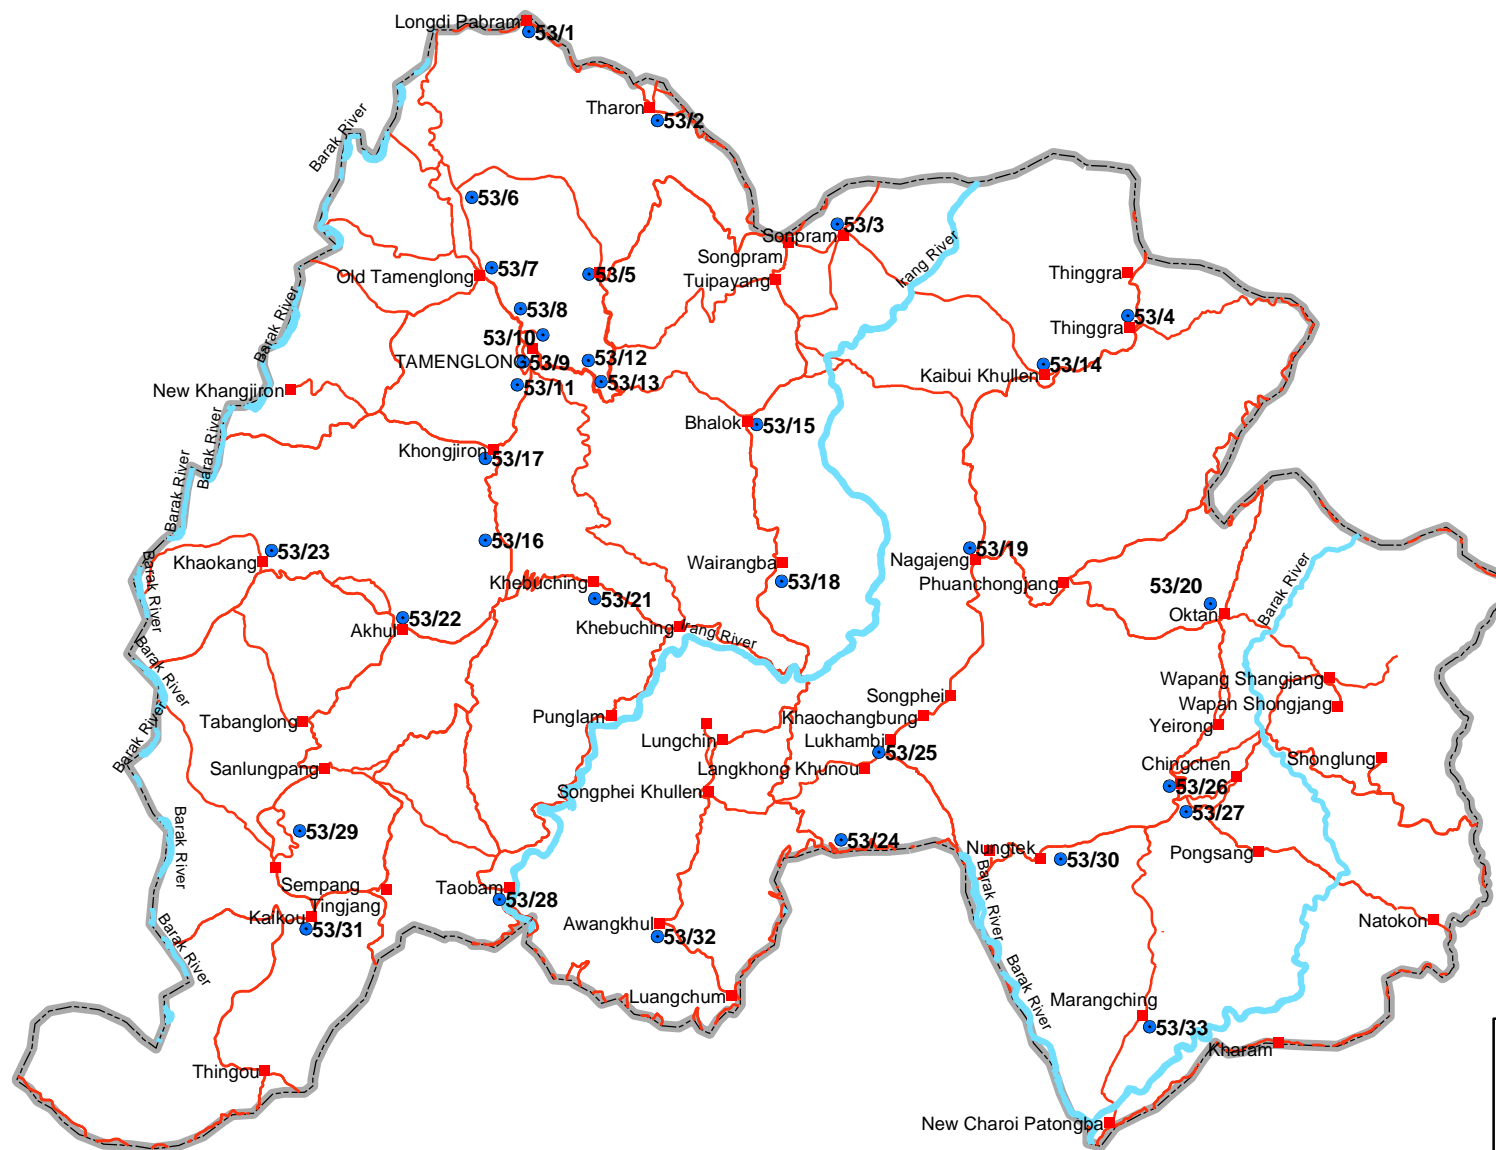 Longdi Pabram
53/1
Tharon
53/2
Barak River
53/6
53/3
Sonpram
Songpram
Irang River
53/7
Old Tamenglong
53/5
Tuipayang
Thinggra
53/8
Barak River
53/4
Thinggra
53/10
TAMENGLONG
53/9
53/12
53/14
Kaibui Khullen
53/11
53/13
New Khangjiron
Bhalok
53/15
Barak River
Khongjiron
53/17
Barak River
53/16
53/23
Khaokang
53/19
Nagajeng
Wairangba
53/18
Barak River
Khebuching
53/21
Phuanchongjang
53/20
Oktan
Barak River
53/22
Akhui
Khebuching
Irang River
Barak River
Wapang Shangjang
Songphei
Wapah Shongjang
Barak River
Tabanglong
Punglam
Khaochangbung
Yeirong
Lungchin
Lukhambi
53/25
Shonglung
Sanlungpang
Langkhong Khunou
Chingchen
53/26
Songphei Khullen
53/27
Barak River
53/29
53/24
Nungtek
53/30
Pongsang
Sempang
Tingjang
Taobam
53/28
Barak River
Kaikou
53/31
Awangkhul
53/32
Natokon
Barak River
Barak River
Luangchum
Marangching
53/33
Kharam
Thingou
New Charoi Patongba